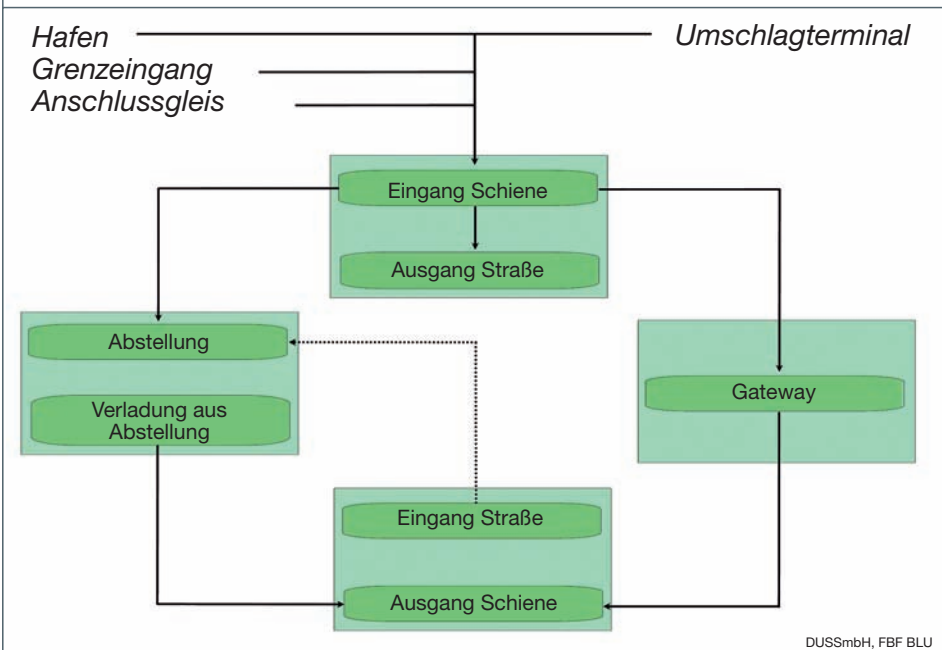 Hafen
Umschlagterminal
Grenzeingang
Anschlussgleis
Eingang Schiene
Ausgang Straße
Abstellung
Gateway
Verladung aus
Abstellung
Eingang Straße
Ausgang Schiene
DUSSmbH, FBF BLU